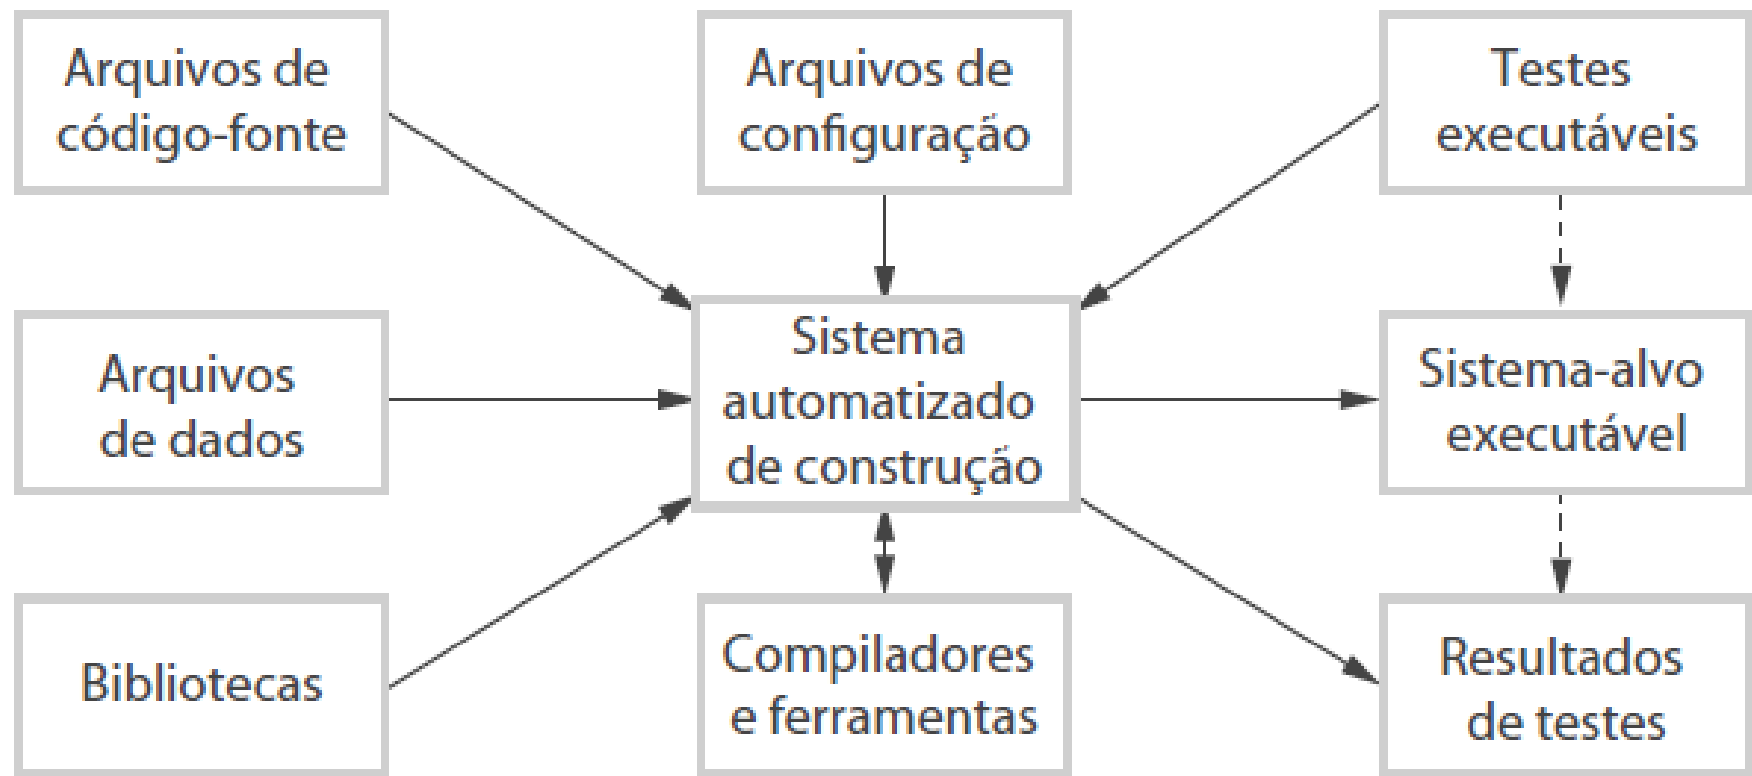 Arquivos de
código-fonte
Arquivos de
configuração
Testes
executáveis
Arquivos
de dados
Sistema
automatizado
de construção
Sistema-alvo
executável
Bibliotecas
Compiladores
e ferramentas
Resultados
de testes